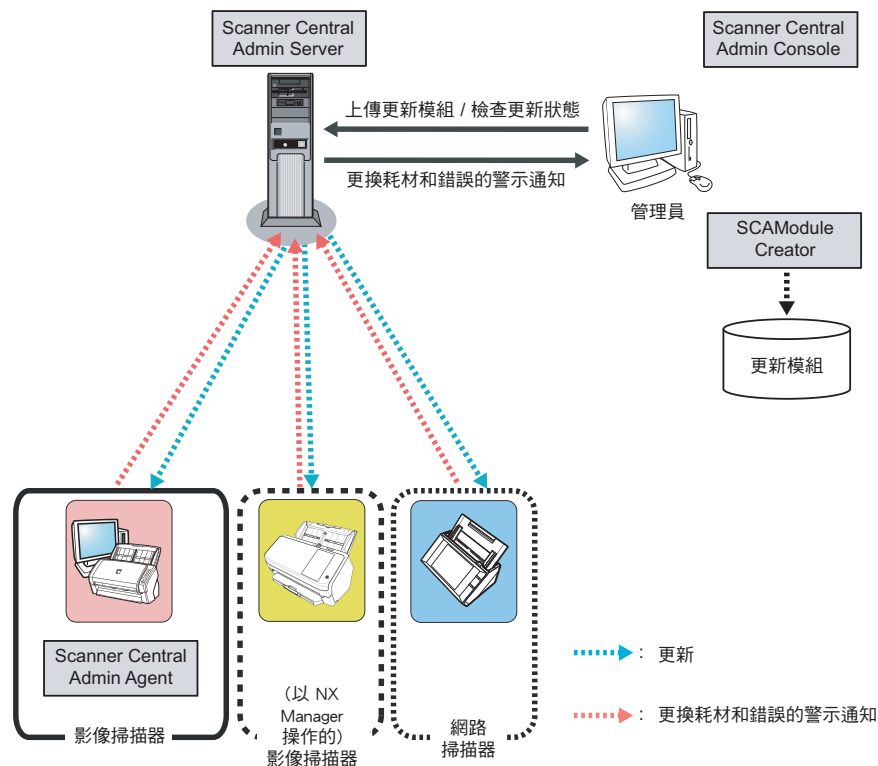 Scanner Central
Admin Server
Scanner Central
Admin Console
上傳更新模組 / 檢查更新狀態
更換耗材和錯誤的警示通知
管理員
SCAModule
Creator
更新模組
Scanner Central
Admin Agent
影像掃描器
（以 NX
Manager
操作的）
影像掃描器
網路
掃描器
： 更新
： 更換耗材和錯誤的警示通知